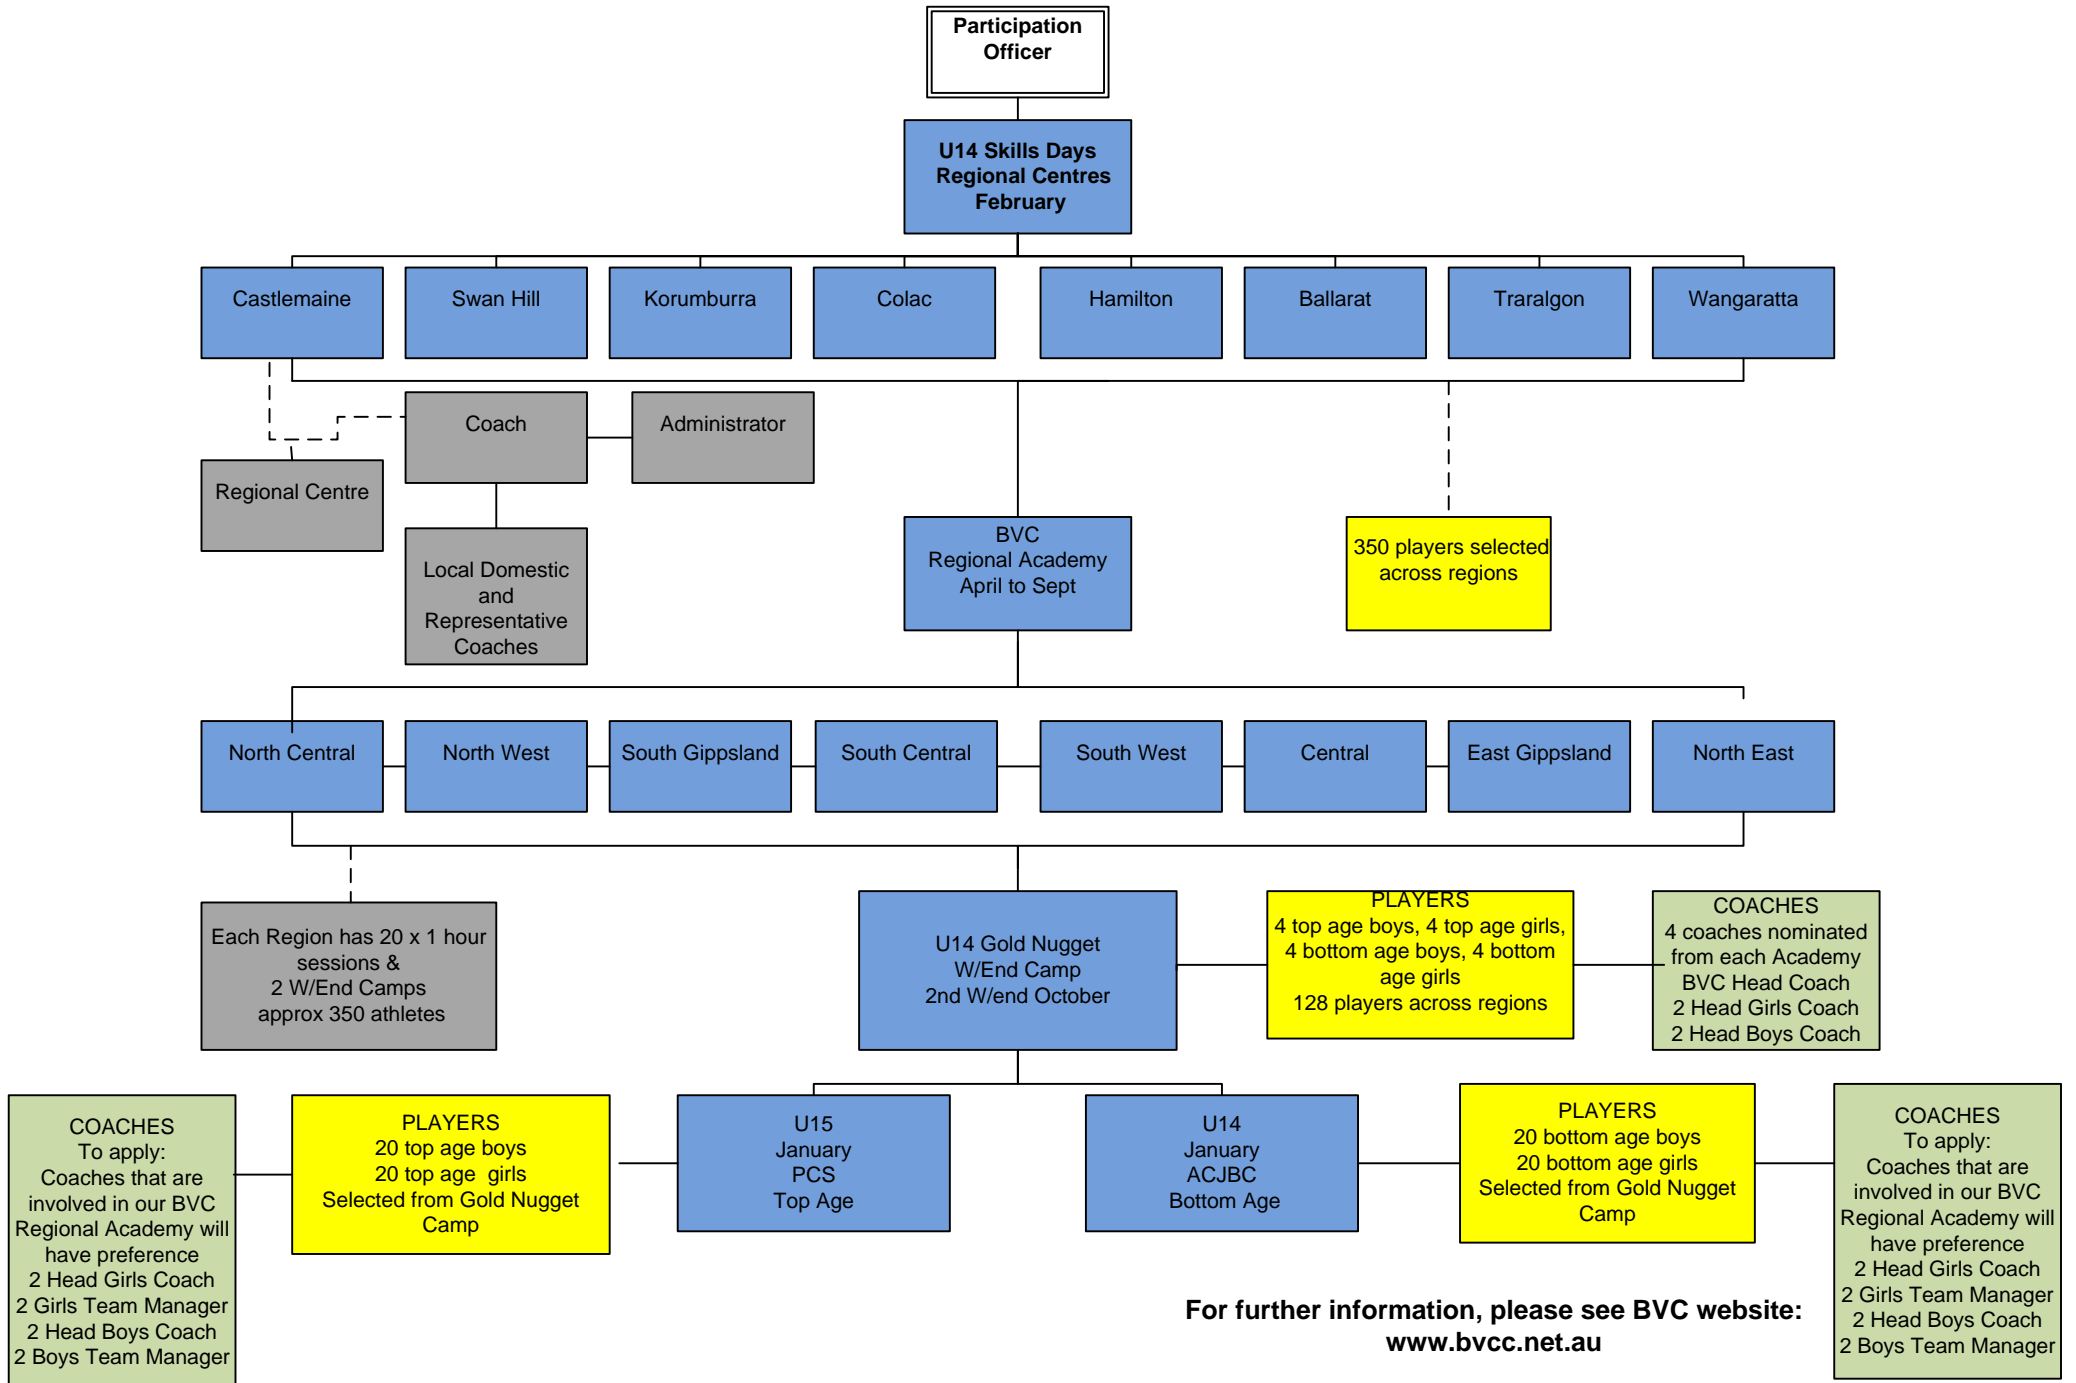 Participation
Officer
U14 Skills Days
Regional Centres
February
Castlemaine
Swan Hill
Korumburra
Colac
Hamilton
Ballarat
Traralgon
Wangaratta
Coach
Administrator
Regional Centre
Local Domestic
and
Representative
Coaches
BVC
Regional Academy
April to Sept
350 players selected
across regions
North Central
North West
South Gippsland
South Central
South West
Central
East Gippsland
North East
Each Region has 20 x 1 hour
sessions &
2 W/End Camps
approx 350 athletes
U14 Gold Nugget
W/End Camp
2nd W/end October
PLAYERS
4 top age boys, 4 top age girls,
4 bottom age boys, 4 bottom
age girls
128 players across regions
COACHES
4 coaches nominated
from each Academy
BVC Head Coach
2 Head Girls Coach
2 Head Boys Coach
COACHES
To apply:
Coaches that are
involved in our BVC
Regional Academy will
have preference
2 Head Girls Coach
2 Girls Team Manager
2 Head Boys Coach
2 Boys Team Manager
PLAYERS
20 top age boys
20 top age girls
Selected from Gold Nugget
Camp
U15
January
PCS
Top Age
U14
January
ACJBC
Bottom Age
PLAYERS
20 bottom age boys
20 bottom age girls
Selected from Gold Nugget
Camp
COACHES
To apply:
Coaches that are
involved in our BVC
Regional Academy will
have preference
2 Head Girls Coach
2 Girls Team Manager
2 Head Boys Coach
2 Boys Team Manager
For further information, please see BVC website:
www.bvcc.net.au